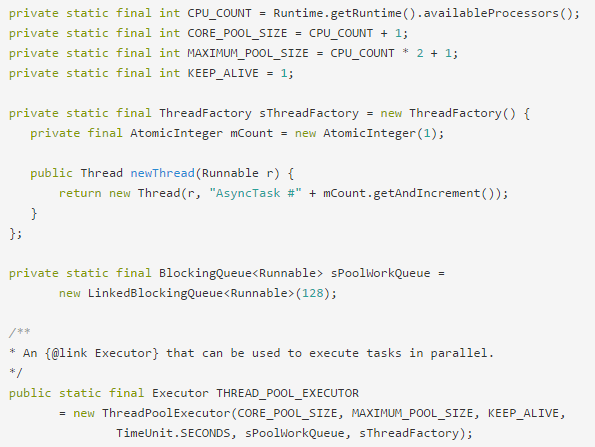 private static final int CPU_COUNT = Runtime.getRuntime().availableProcessors();
private static final int CORE_POOL_SIZE = CPU_COUNT + 1;
private static final int MAXIMUM_POOL_SIZE = CPU_COUNT * 2 + 1;
private static final int KEEP_ALIVE = 1;

private static final ThreadFactory sThreadFactory = new ThreadFactory() {
   private final AtomicInteger mCount = new AtomicInteger(1);

   public Thread newThread(Runnable r) {
       return new Thread(r, "AsyncTask #" + mCount.getAndIncrement());
   }
};

private static final BlockingQueue<Runnable> sPoolWorkQueue =
       new LinkedBlockingQueue<Runnable>(128);

/**
* An {@link Executor} that can be used to execute tasks in parallel.
*/
public static final Executor THREAD_POOL_EXECUTOR
       = new ThreadPoolExecutor(CORE_POOL_SIZE, MAXIMUM_POOL_SIZE, KEEP_ALIVE,
               TimeUnit.SECONDS, sPoolWorkQueue, sThreadFactory);